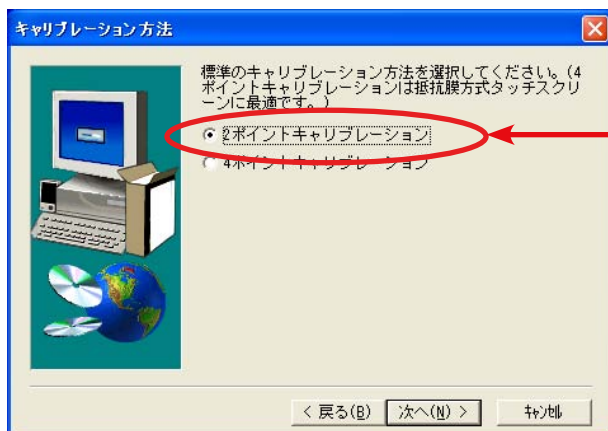 キャリブレーション方法
標準のキャリブレーション方法を選択してください。(4
ポイントキャリブレーションは抵抗膜方式タッチスクリ
ーンに最適です。)
2ポイントキャリブレーション
4ポイントキャリブレーション
< 戻る(B)
次へ(N) >
キャンセル